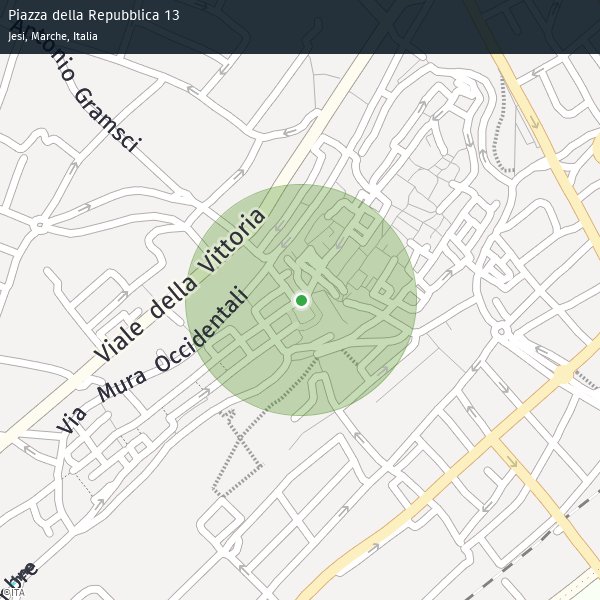 Piazza della Repubblica 13
Jesi, Marche, Italia
Antonio Gramsci
Viale della Vittoria
Via Mura Occidentali
©ITA